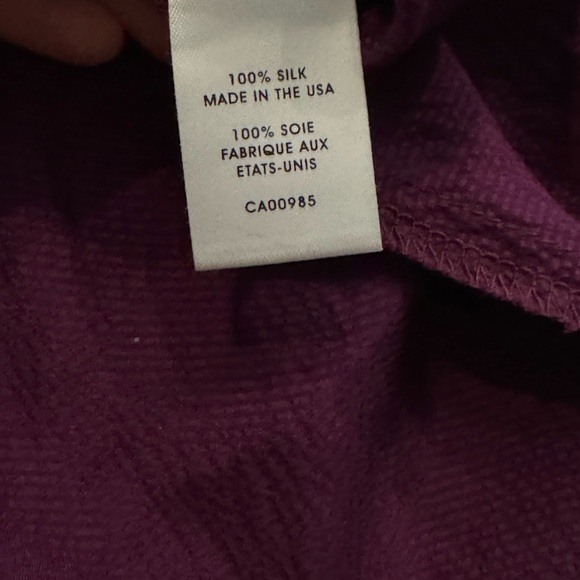 100% SILK
MADE IN THE USA
100% SOIE
FABRIQUE AUX
ETATS-UNIS
CA00985